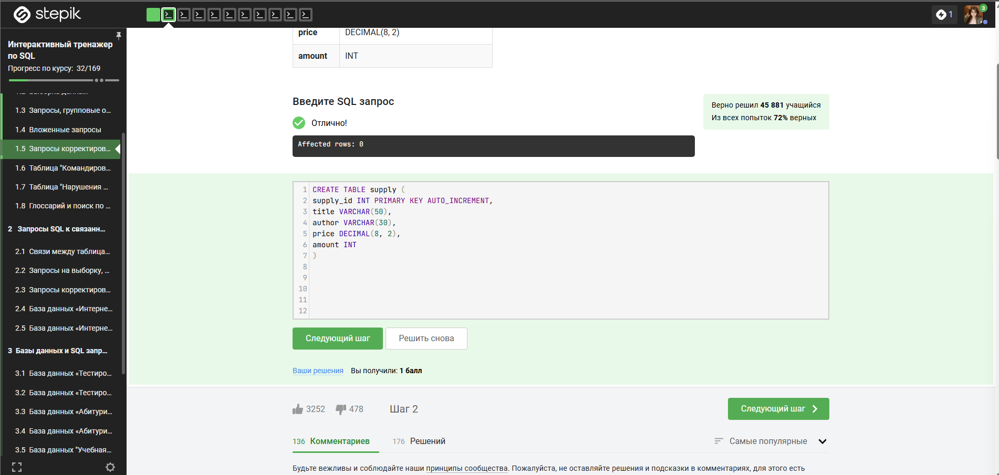 stepik
1
3
Интерактивный тренажер
по SQL
Прогресс по курсу: 32/169
1.3 Запросы, групповые о...
1.4 Вложенные запросы
1.5 Запросы корректиров...
1.6 Таблица "Командиров...
1.7 Таблица "Нарушения ...
1.8 Глоссарий и поиск по ...
2 Запросы SQL к связанн...
2.1 Связи между таблица...
2.2 Запросы на выборку, ...
2.3 Запросы корректиров...
2.4 База данных «Интерне...
2.5 База данных «Интерне...
3 Базы данных и SQL запр...
3.1 База данных «Тестиро...
3.2 База данных «Тестиро...
3.3 База данных «Абитури...
3.4 База данных «Абитури...
3.5 База данных "Учебная...
price DECIMAL(8, 2)
amount INT
Введите SQL запрос
Отлично!
Affected rows: 0
Верно решил 45 881 учащийся
Из всех попыток 72% верных
1 CREATE TABLE supply (
2 supply_id INT PRIMARY KEY AUTO_INCREMENT,
3 title VARCHAR(50),
4 author VARCHAR(30),
5 price DECIMAL(8, 2),
6 amount INT
7 )
8
9
10
11
12
Следующий шаг Решить снова
Ваши решения Вы получили: 1 балл
3252 478 Шаг 2 Следующий шаг
136 Комментариев 176 Решений Самые популярные
Будьте вежливы и соблюдайте наши принципы сообщества. Пожалуйста, не оставляйте решения и подсказки в комментариях, для этого есть